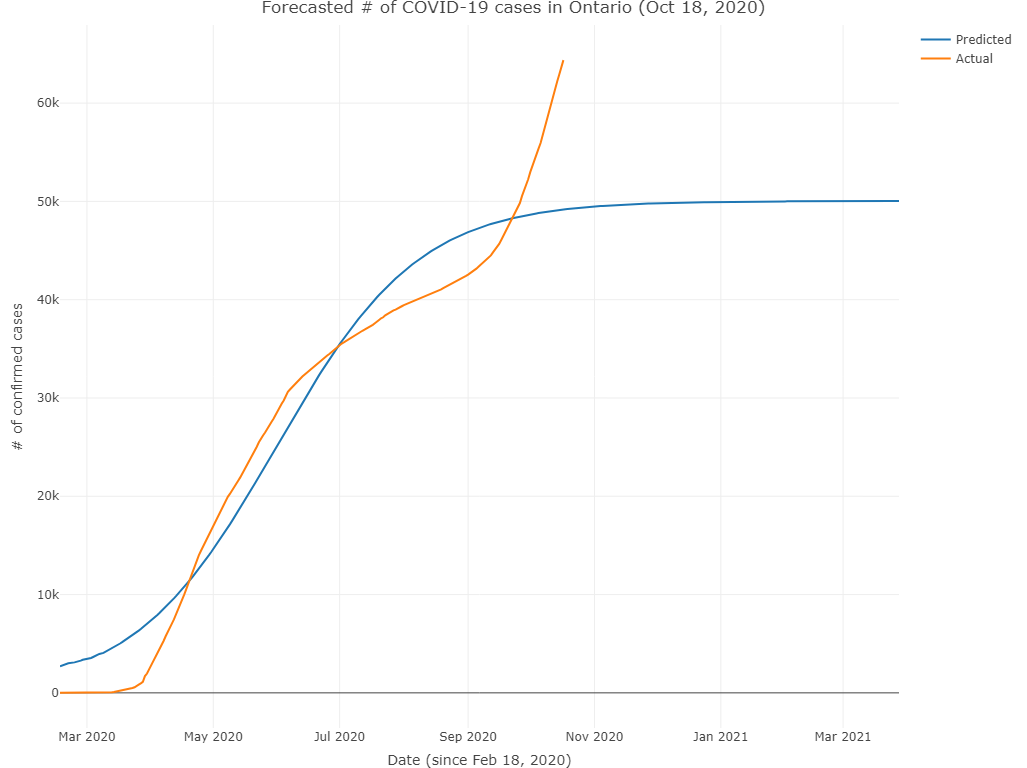 Forecasted # of COVID-19 cases in Ontario (Oct 18, 2020)
Predicted
Actual
60k
50k
40k
30k
20k
10k
0
# of confirmed cases
Mar 2020
May 2020
Jul 2020
Sep 2020
Nov 2020
Jan 2021
Mar 2021
Date (since Feb 18, 2020)